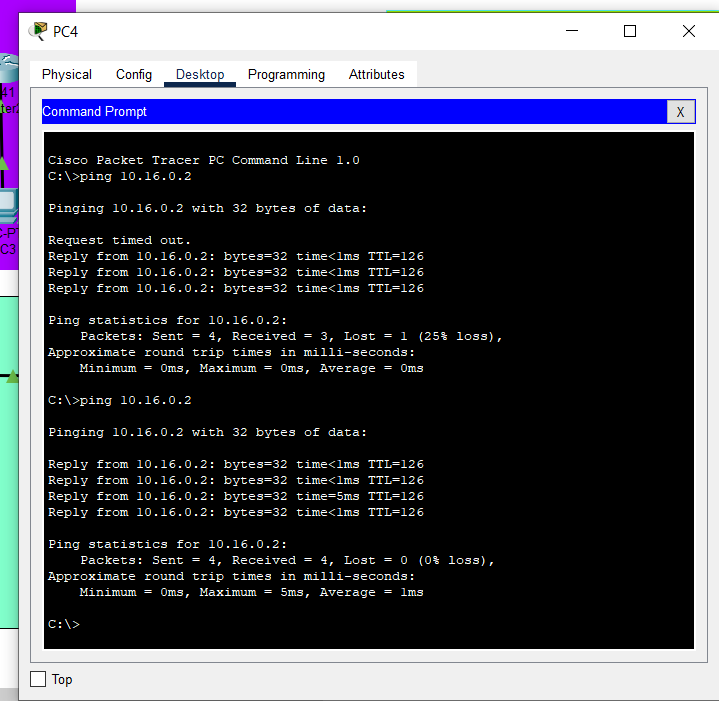 PC4
Physical Config Desktop Programming Attributes
Command Prompt
X
Cisco Packet Tracer PC Command Line 1.0
C:\>ping 10.16.0.2
Pinging 10.16.0.2 with 32 bytes of data:
Request timed out.
Reply from 10.16.0.2: bytes=32 time<1ms TTL=126
Reply from 10.16.0.2: bytes=32 time<1ms TTL=126
Reply from 10.16.0.2: bytes=32 time<1ms TTL=126
Ping statistics for 10.16.0.2:
Packets: Sent = 4, Received = 3, Lost = 1 (25% loss),
Approximate round trip times in milli-seconds:
Minimum = 0ms, Maximum = 0ms, Average = 0ms
C:\>ping 10.16.0.2
Pinging 10.16.0.2 with 32 bytes of data:
Reply from 10.16.0.2: bytes=32 time<1ms TTL=126
Reply from 10.16.0.2: bytes=32 time<1ms TTL=126
Reply from 10.16.0.2: bytes=32 time=5ms TTL=126
Reply from 10.16.0.2: bytes=32 time<1ms TTL=126
Ping statistics for 10.16.0.2:
Packets: Sent = 4, Received = 4, Lost = 0 (0% loss),
Approximate round trip times in milli-seconds:
Minimum = 0ms, Maximum = 5ms, Average = 1ms
C:\>
Top